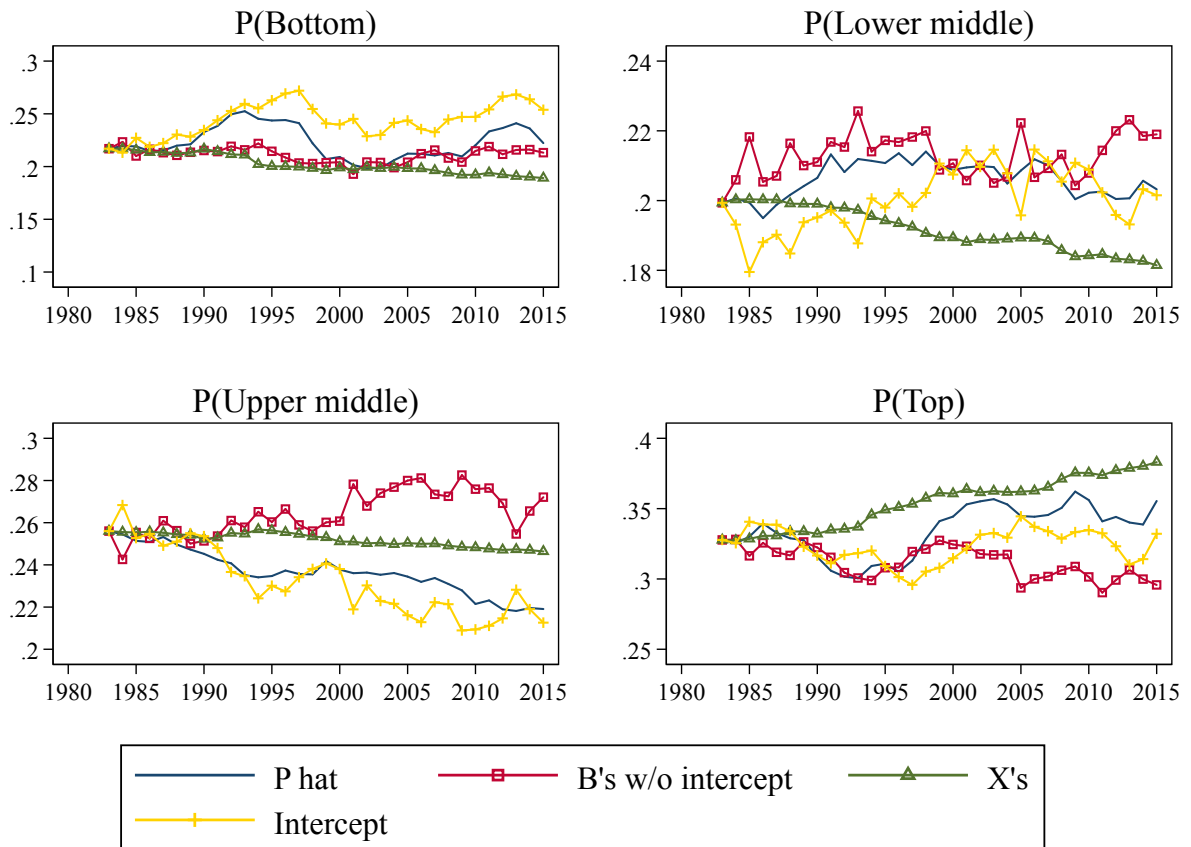 P(Bottom)
.3
.25
.2
.15
.1
1980 1985 1990 1995 2000 2005 2010 2015
P(Lower middle)
.24
.22
.2
.18
1980 1985 1990 1995 2000 2005 2010 2015
P(Upper middle)
.3
.28
.26
.24
.22
.2
1980 1985 1990 1995 2000 2005 2010 2015
P(Top)
.4
.35
.3
.25
1980 1985 1990 1995 2000 2005 2010 2015
P hat B's w/o intercept X's
Intercept